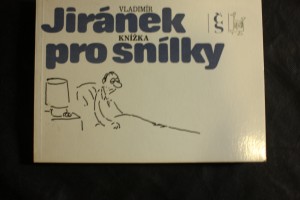 VLADIMÍR
Jiránek
KNÍŽKA
pro snílky
ČS